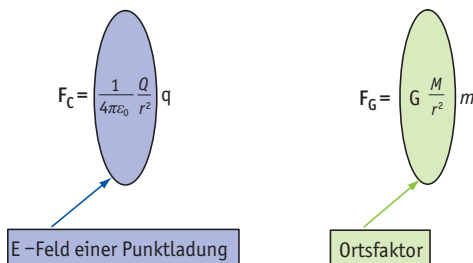 F_C = 1/4πε₀ Q/r² q
F_G = G M/r² m
E –Feld einer Punktladung
Ortsfaktor